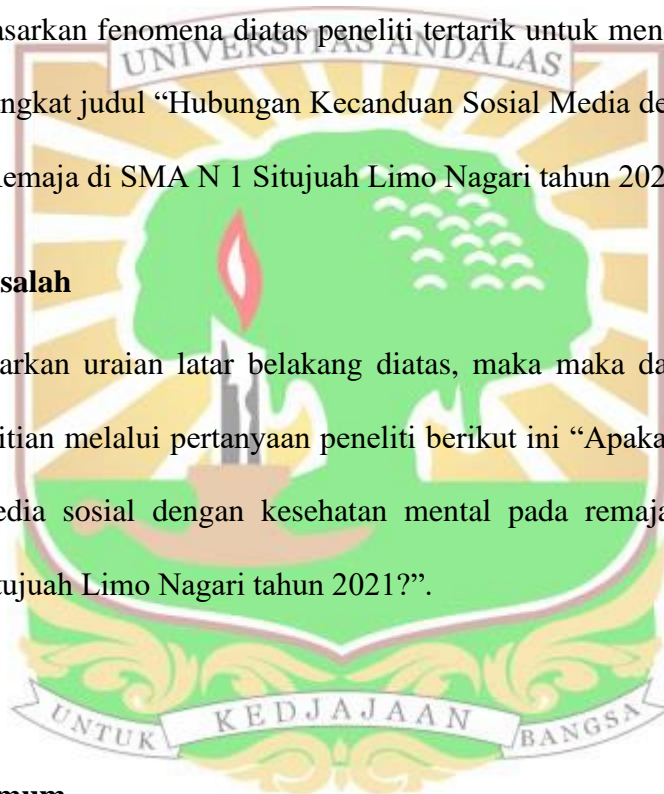 asarkan fenomena diatas peneliti tertarik untuk men
UNIVERSITAS ANDALAS
ngkat judul “Hubungan Kecanduan Sosial Media de
Remaja di SMA N 1 Situjuah Limo Nagari tahun 202
salah
arkan uraian latar belakang diatas, maka maka da
itian melalui pertanyaan peneliti berikut ini “Apaka
edia sosial dengan kesehatan mental pada remaja
tujuah Limo Nagari tahun 2021?”.
UNTUK KEDJAJAAN BANGSA